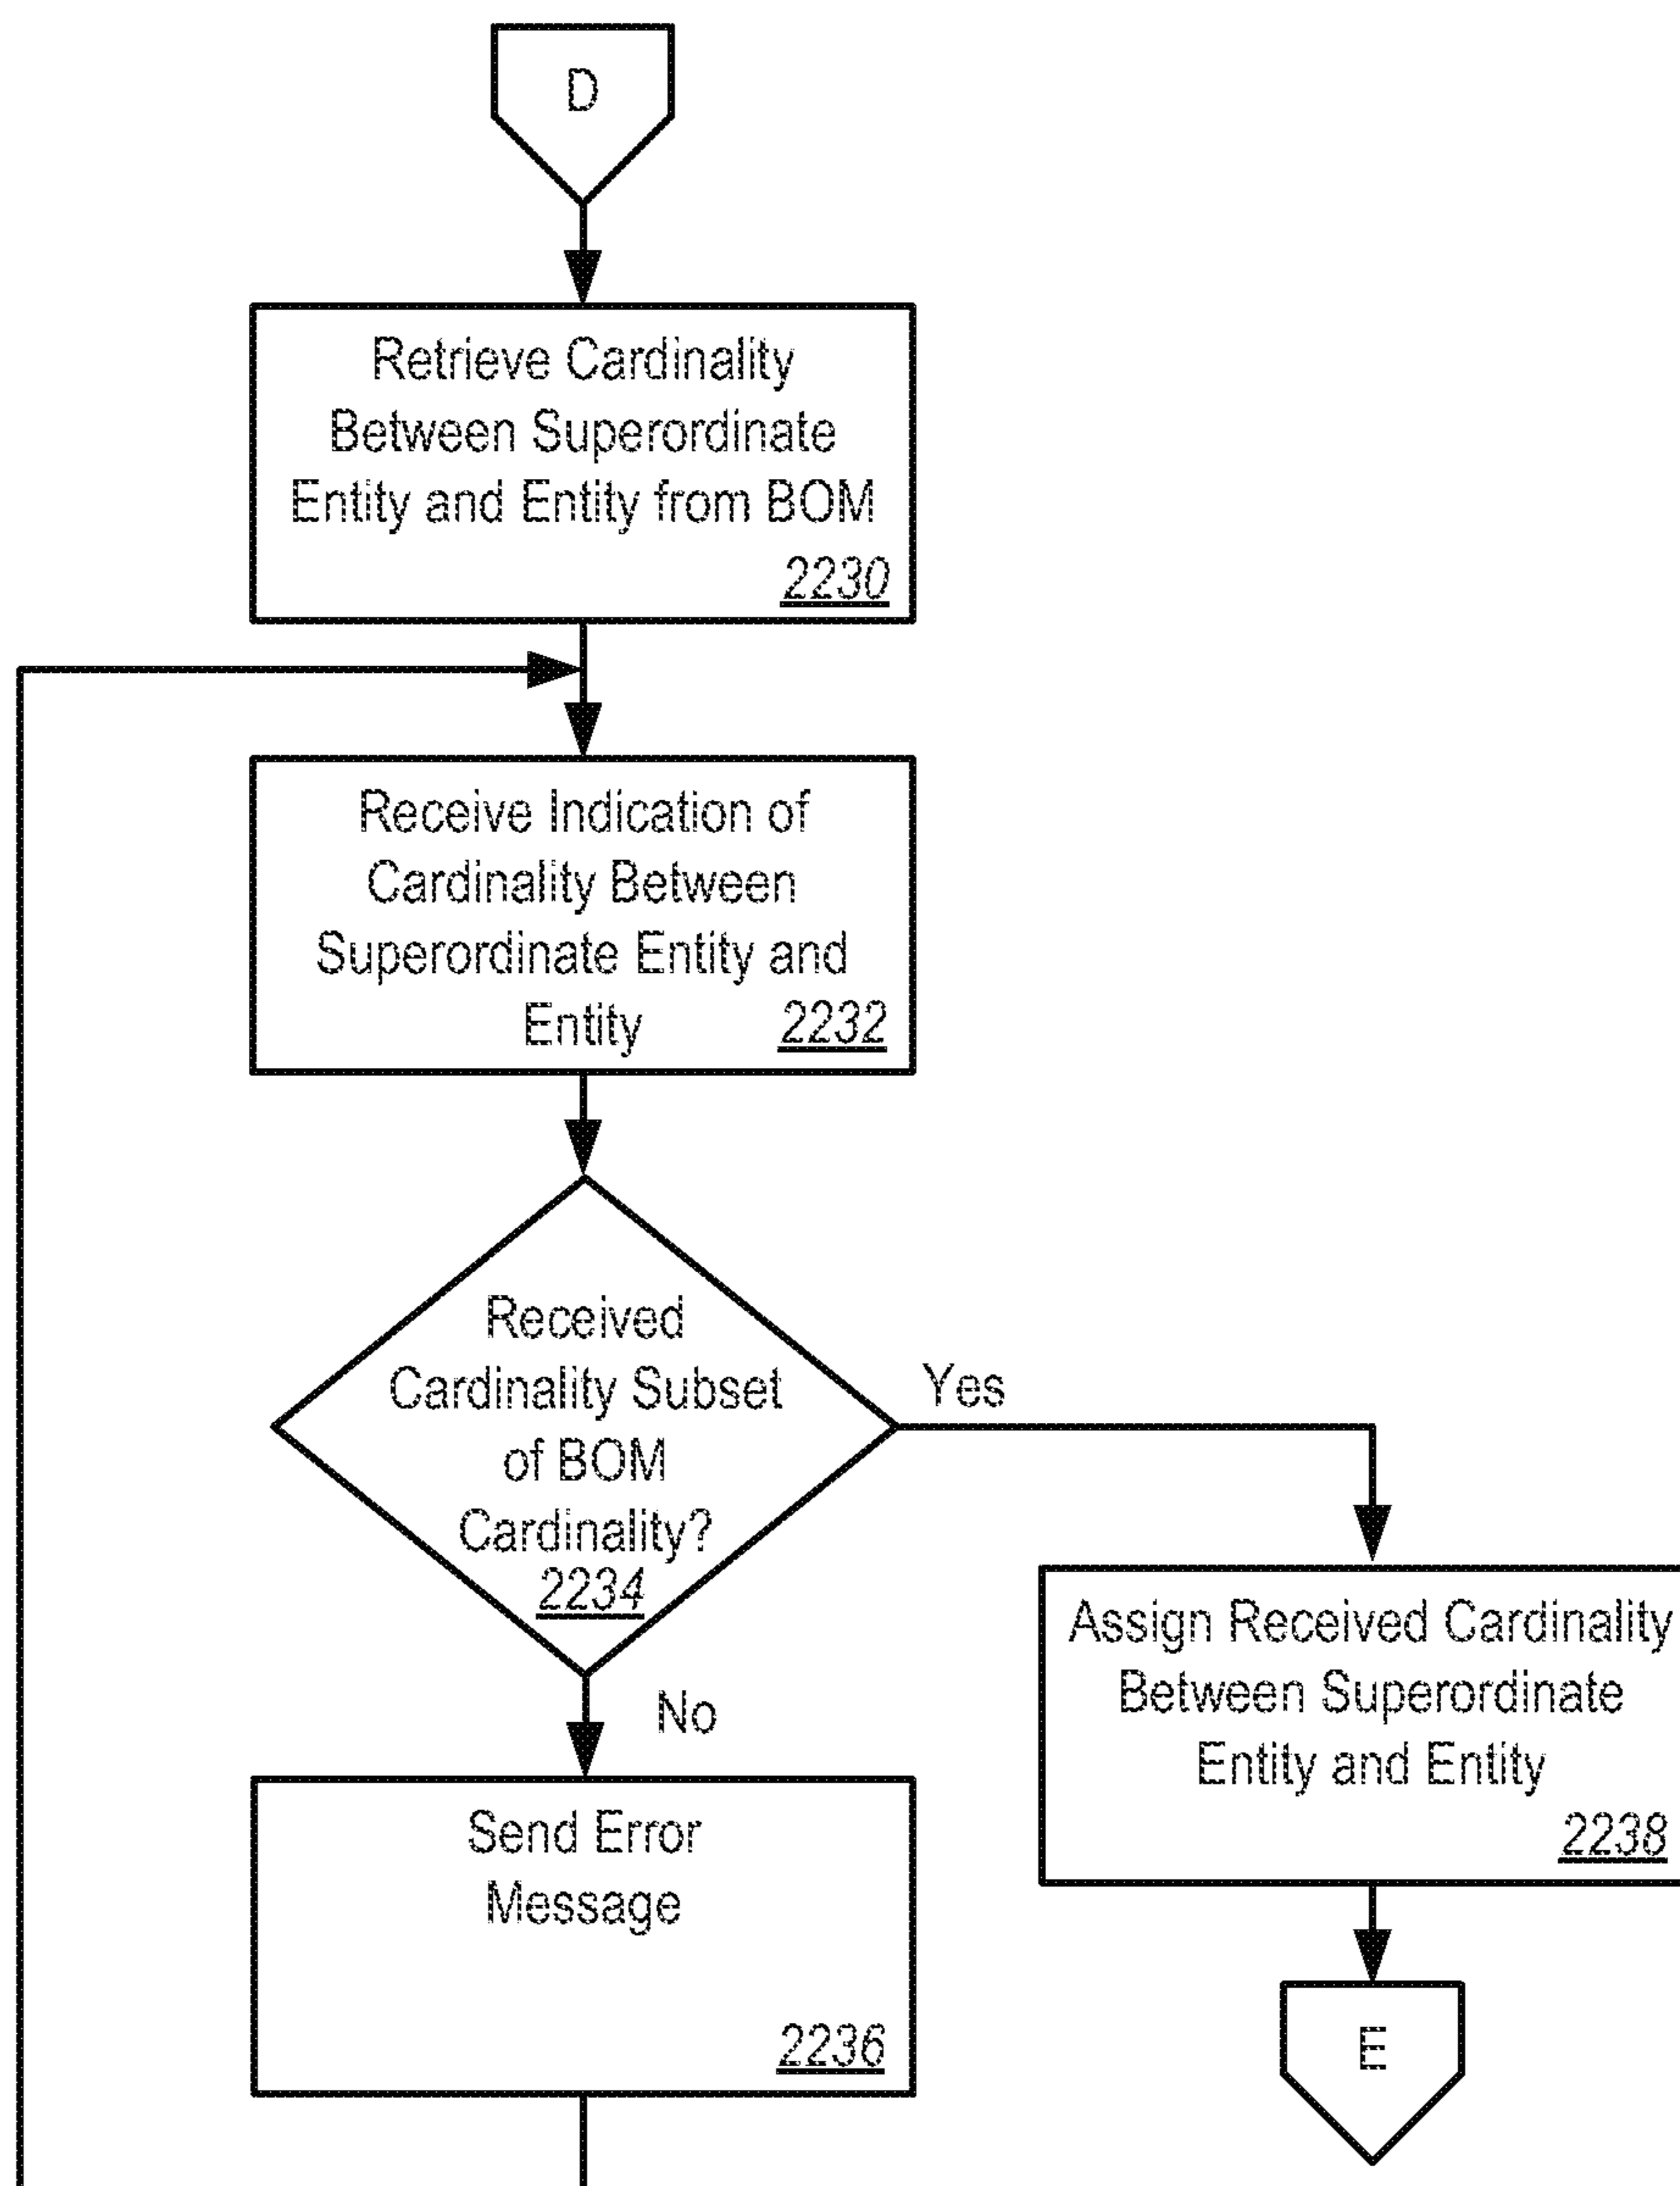 D
Retrieve Cardinality
Between Superordinate
Entity and Entity from BOM
2230
Receive Indication of
Cardinality Between
Superordinate Entity and
Entity 2232
Received
Cardinality Subset
of BOM
Cardinality?
2234
Yes
No
Assign Received Cardinality
Between Superordinate
Entity and Entity
2238
Send Error
Message
2236
E